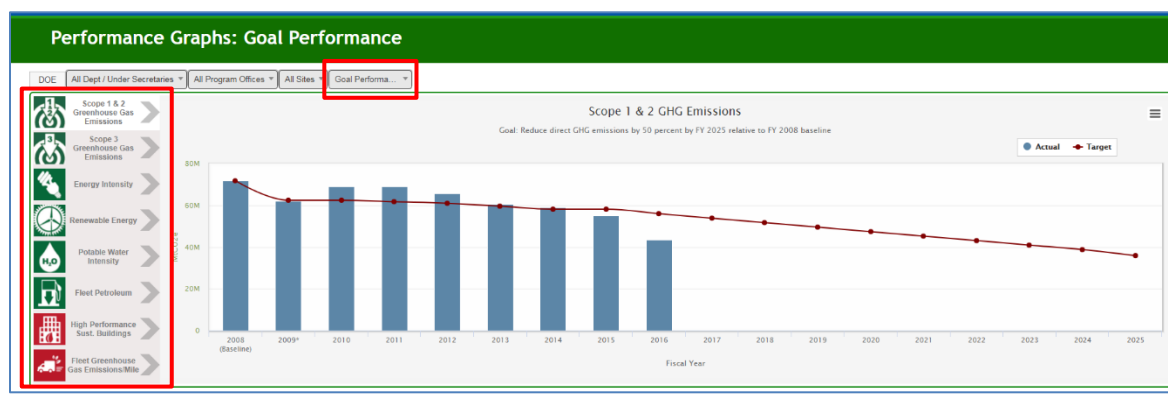 Performance Graphs: Goal Performance
DOE
All Dept / Under Secretaries
All Program Offices
All Sites
Goal Performa...
Scope 1 & 2
Greenhouse Gas
Emissions
Scope 3
Greenhouse Gas
Emissions
Energy Intensity
Renewable Energy
Potable Water
Intensity
Fleet Petroleum
High Performance
Sust. Buildings
Fleet Greenhouse
Gas Emissions/Mile
H₂O
Scope 1 & 2 GHG Emissions
Goal: Reduce direct GHG emissions by 50 percent by FY 2025 relative to FY 2008 baseline
Actual
Target
80M
60M
40M
20M
0
2008
(Baseline)
2009*
2010
2011
2012
2013
2014
2015
2016
2017
2018
2019
2020
2021
2022
2023
2024
2025
Fiscal Year